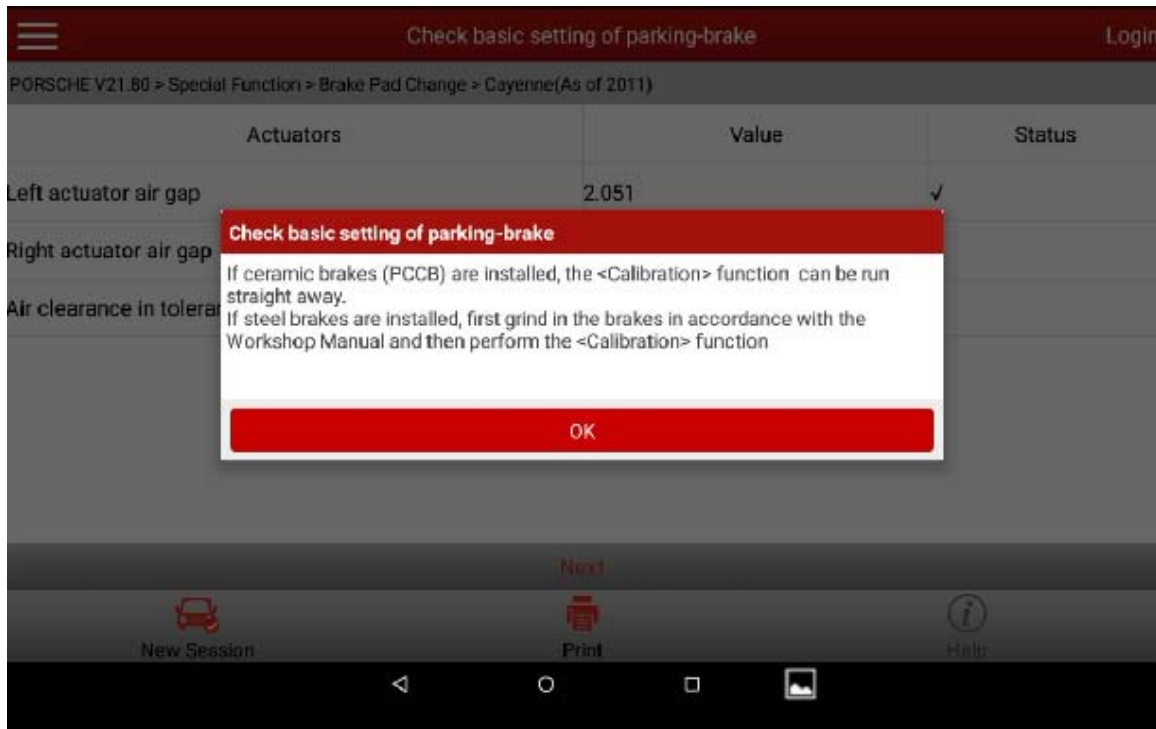 Check basic setting of parking-brake
Login
PORSCHE V21.80 > Special Function > Brake Pad Change > Cayenne(As of 2011)
Actuators Value Status
Left actuator air gap 2.051 √
Right actuator air gap
Air clearance in
Check basic setting of parking-brake
If ceramic brakes (PCCB) are installed, the <Calibration> function can be run
straight away.
If steel brakes are installed, first grind in the brakes in accordance with the
Workshop Manual and then perform the <Calibration> function
OK
Next
New Session Print Help